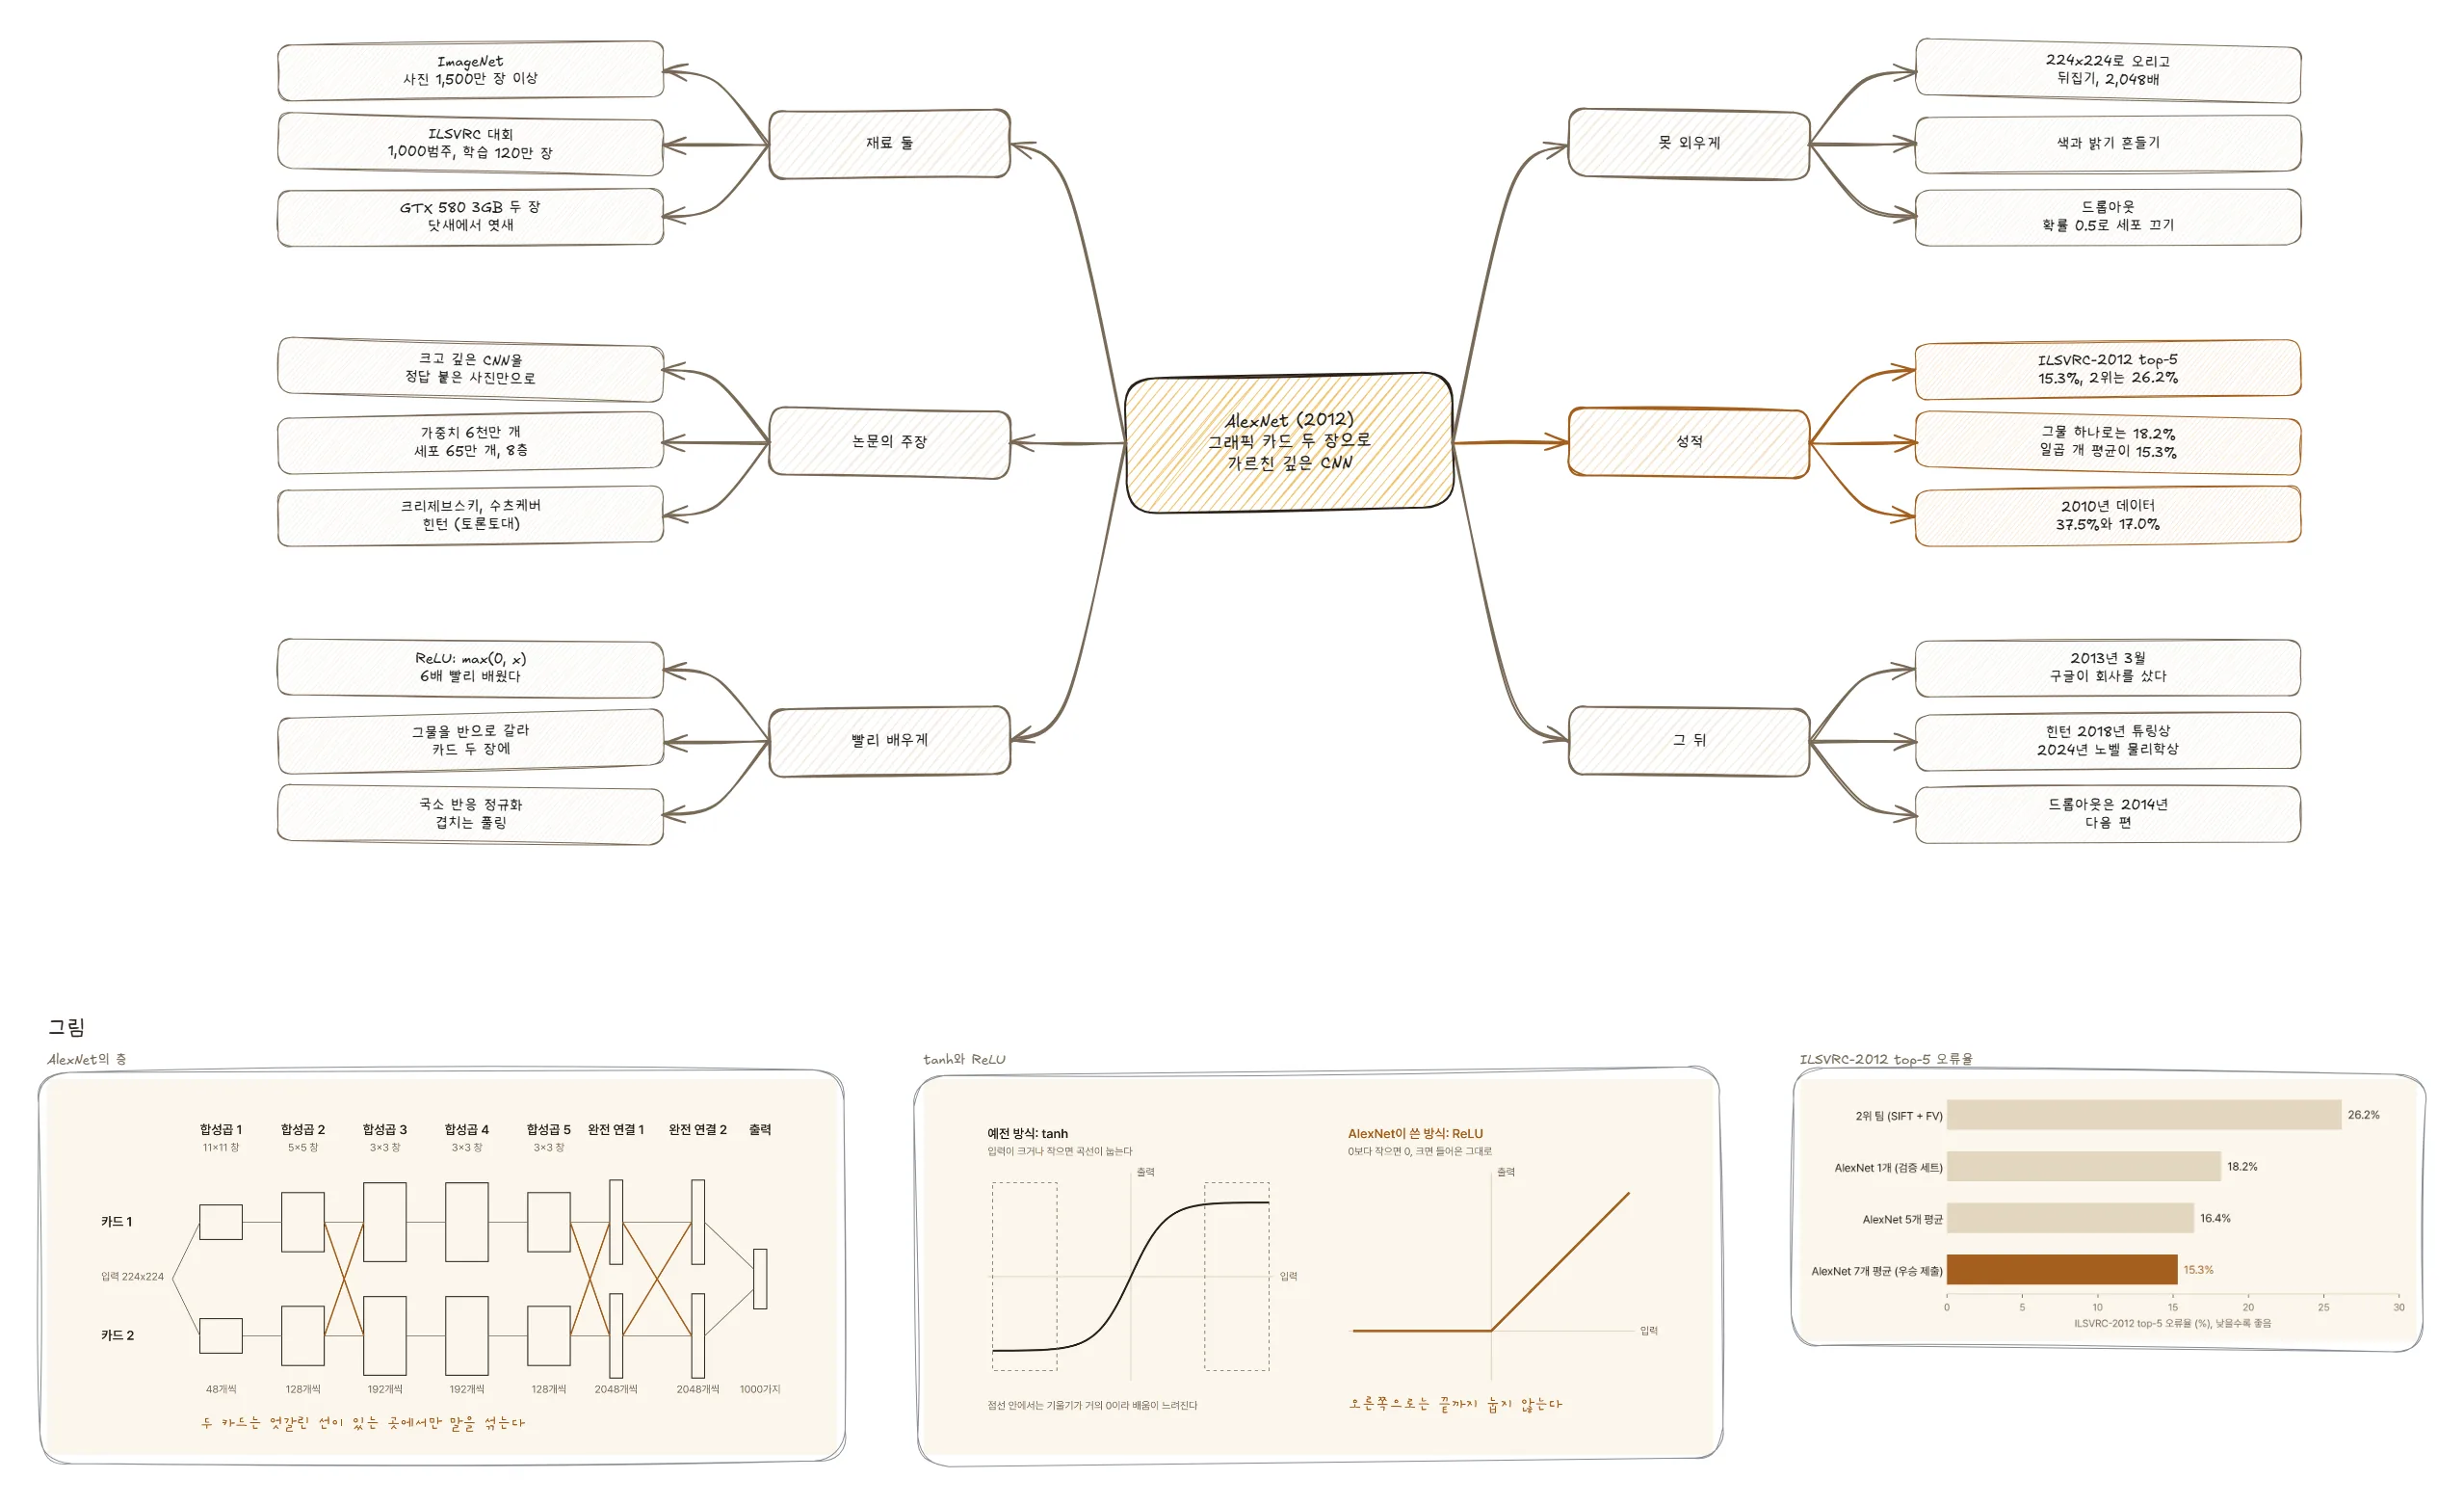 ImageNet
사진 1,500만 장 이상
ILSVRC 대회
1,000범주, 학습 120만 장
GTX 580 3GB 두 장
닷새에서 엿새
재료 둘
크고 깊은 CNN을
정답 붙은 사진만으로
가중치 6천만 개
세포 65만 개, 8층
크리제브스키, 수츠케버
힌턴 (토론토대)
논문의 주장
ReLU: max(0, x)
6배 빨리 배웠다
그물을 반으로 갈라
카드 두 장에
국소 반응 정규화
겹치는 풀링
빨리 배우게
AlexNet (2012)
그래픽 카드 두 장으로
가르친 깊은 CNN
못 외우게
224x224로 오리고
뒤집기, 2,048배
색과 밝기 흔들기
드롭아웃
확률 0.5로 세포 끄기
성적
ILSVRC-2012 top-5
15.3%, 2위는 26.2%
그물 하나로는 18.2%
일곱 개 평균이 15.3%
2010년 데이터
37.5%와 17.0%
그 뒤
2013년 3월
구글이 회사를 샀다
힌턴 2018년 튜링상
2024년 노벨 물리학상
드롭아웃은 2014년
다음 편
그림
AlexNet의 층
합성곱 1 합성곱 2 합성곱 3 합성곱 4 합성곱 5 완전 연결 1 완전 연결 2 출력
11×11 창 5×5 창 3×3 창 3×3 창 3×3 창
카드 1
입력 224x224
카드 2
48개씩 128개씩 192개씩 192개씩 128개씩 2048개씩 2048개씩 1000가지
두 카드는 엇갈린 선이 있는 곳에서만 말을 섞는다
tanh와 ReLU
예전 방식: tanh
입력이 크거나 작으면 곡선이 눕는다
출력
입력
점선 안에서는 기울기가 거의 0이라 배움이 느려진다
AlexNet이 쓴 방식: ReLU
0보다 작으면 0, 크면 들어온 그대로
출력
입력
오른쪽으로는 끝까지 눕지 않는다
ILSVRC-2012 top-5 오류율
2위 팀 (SIFT + FV) 26.2%
AlexNet 1개 (검증 세트) 18.2%
AlexNet 5개 평균 16.4%
AlexNet 7개 평균 (우승 제출) 15.3%
0 5 10 15 20 25 30
ILSVRC-2012 top-5 오류율 (%), 낮을수록 좋음